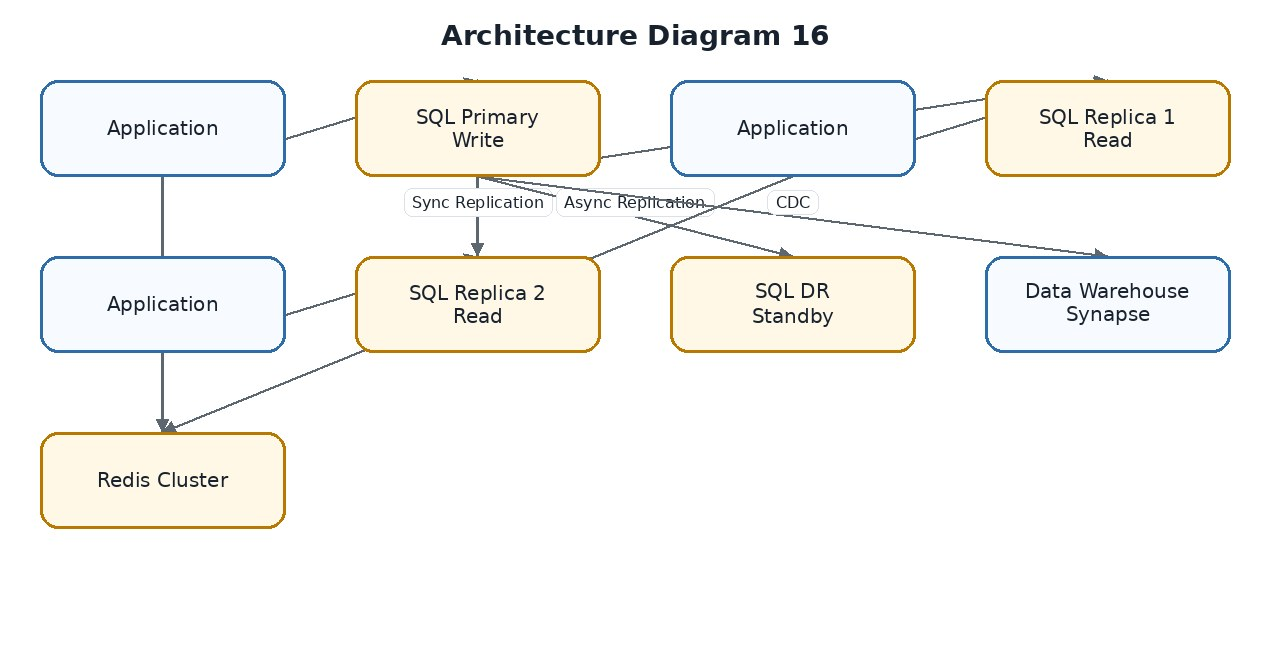 Architecture Diagram 16
Application
SQL Primary
Write
Application
SQL Replica 1
Read
Sync Replication
Async Replication
CDC
Application
SQL Replica 2
Read
SQL DR
Standby
Data Warehouse
Synapse
Redis Cluster